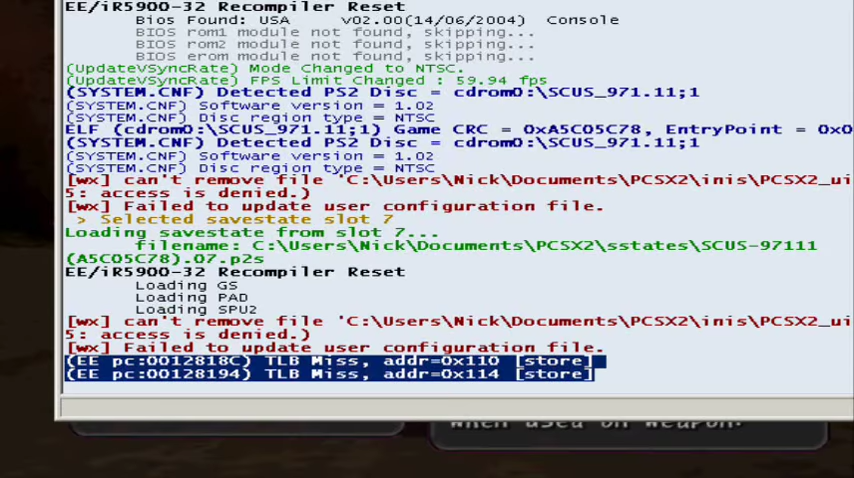 EE/iR5900-32 Recompiler Reset
Bios Found: USA v02.00(14/06/2004) Console
BIOS rom1 module not found, skipping...
BIOS rom2 module not found, skipping...
BIOS erom module not found, skipping...
(UpdateVSyncRate) Mode Changed to NTSC.
(UpdateVSyncRate) FPS Limit Changed : 59.94 fps
(SYSTEM.CNF) Detected PS2 Disc = cdrom0:\SCUS_971.11;1
(SYSTEM.CNF) Software version = 1.02
(SYSTEM.CNF) Disc region type = NTSC
ELF (cdrom0:\SCUS_971.11;1) Game CRC = 0xA5C05C78, EntryPoint = 0x0
(SYSTEM.CNF) Detected PS2 Disc = cdrom0:\SCUS_971.11;1
(SYSTEM.CNF) Software version = 1.02
(SYSTEM.CNF) Disc region type = NTSC
[wx] can't remove file 'C:\Users\Nick\Documents\PCSX2\inis\PCSX2_ui
5: access is denied.)
[wx] Failed to update user configuration file.
> Selected savestate slot 7
Loading savestate from slot 7...
filename: C:\Users\Nick\Documents\PCSX2\sstates\SCUS-97111
(A5C05C78).07.p2s
EE/iR5900-32 Recompiler Reset
Loading GS
Loading PAD
Loading SPU2
[wx] can't remove file 'C:\Users\Nick\Documents\PCSX2\inis\PCSX2_ui
5: access is denied.)
[wx] Failed to update user configuration file.
(EE pc:0012818C) TLB Miss, addr=0x110 [store]
(EE pc:00128194) TLB Miss, addr=0x114 [store]
when used on weapon.